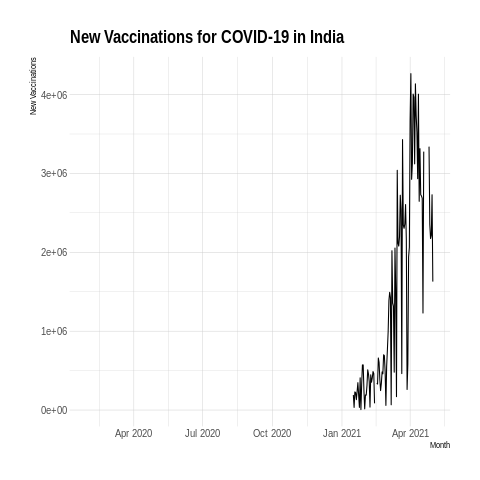 New Vaccinations for COVID-19 in India
New Vaccinations
4e+06
3e+06
2e+06
1e+06
0e+00
Apr 2020 Jul 2020 Oct 2020 Jan 2021 Apr 2021
Month